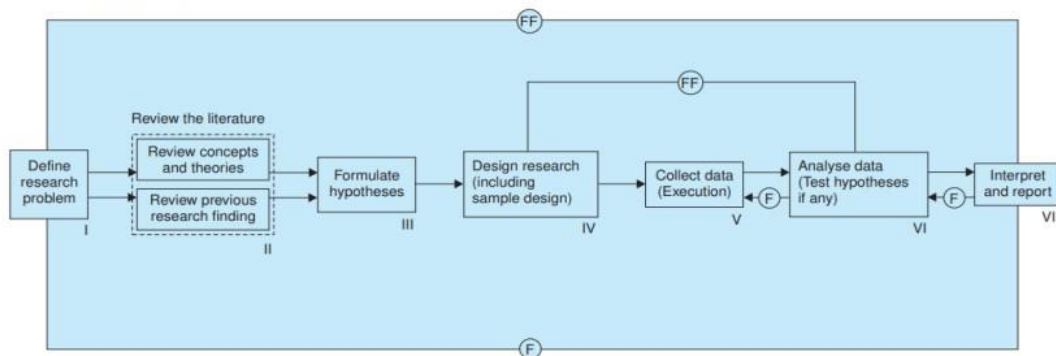 FF
FF
Review the literature
Define
research
problem
I
Review concepts
and theories
Review previous
research finding
II
Formulate
hypotheses
III
Design research
(including
sample design)
IV
Collect data
(Execution)
F
V
Analyse data
(Test hypotheses
if any)
VI
F
Interpret
and report
VI
F